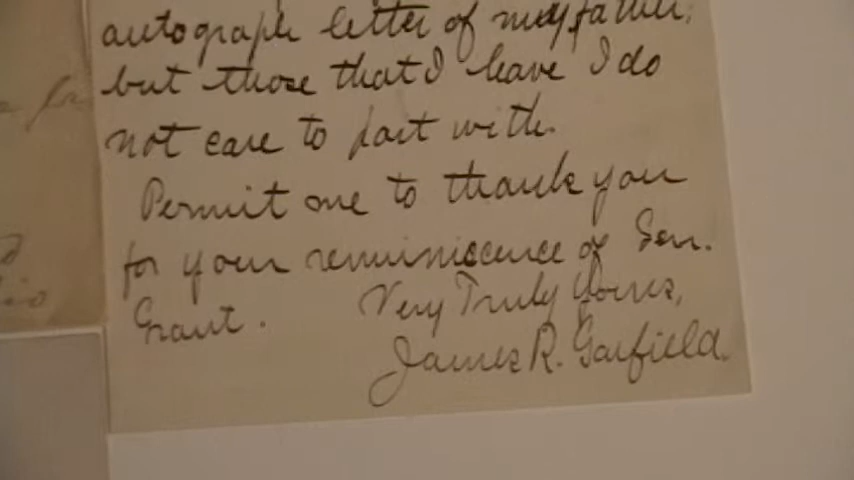 autograph letter of my father;
but those that I have I do
not care to part with.
Permit me to thank you
for your reminiscence of Gen.
Grant.
Very Truly Yours,
James R. Garfield.